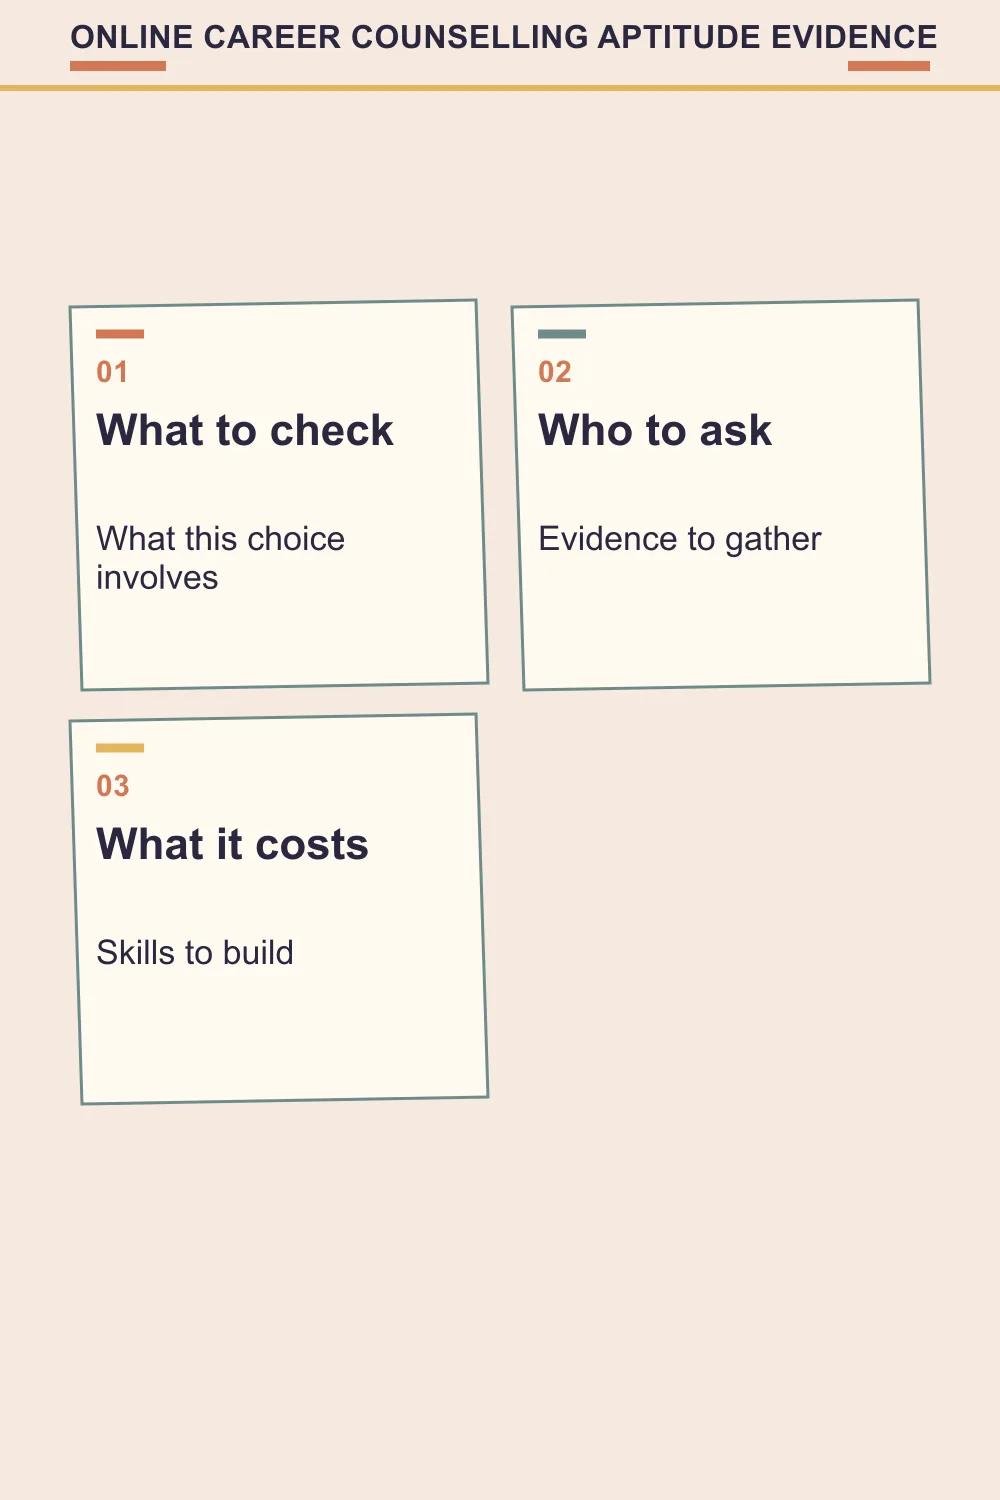 ONLINE CAREER COUNSELLING APTITUDE EVIDENCE
01
What to check
What this choice
involves
02
Who to ask
Evidence to gather
03
What it costs
Skills to build